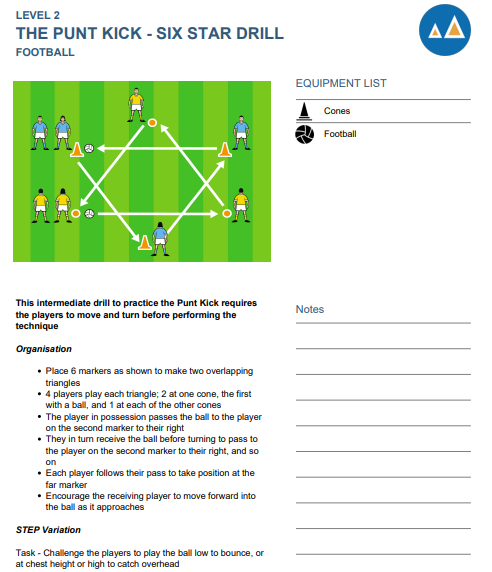 LEVEL 2
THE PUNT KICK - SIX STAR DRILL
FOOTBALL
EQUIPMENT LIST
Cones
Football
This intermediate drill to practice the Punt Kick requires
the players to move and turn before performing the
technique
Organisation
• Place 6 markers as shown to make two overlapping
triangles
• 4 players play each triangle; 2 at one cone, the first
with a ball, and 1 at each of the other cones
• The player in possession passes the ball to the player
on the second marker to their right
• They in turn receive the ball before turning to pass to
the player on the second marker to their right, and so
on
• Each player follows their pass to take position at the
far marker
• Encourage the receiving player to move forward into
the ball as it approaches
STEP Variation
Task - Challenge the players to play the ball low to bounce, or
at chest height or high to catch overhead
Notes